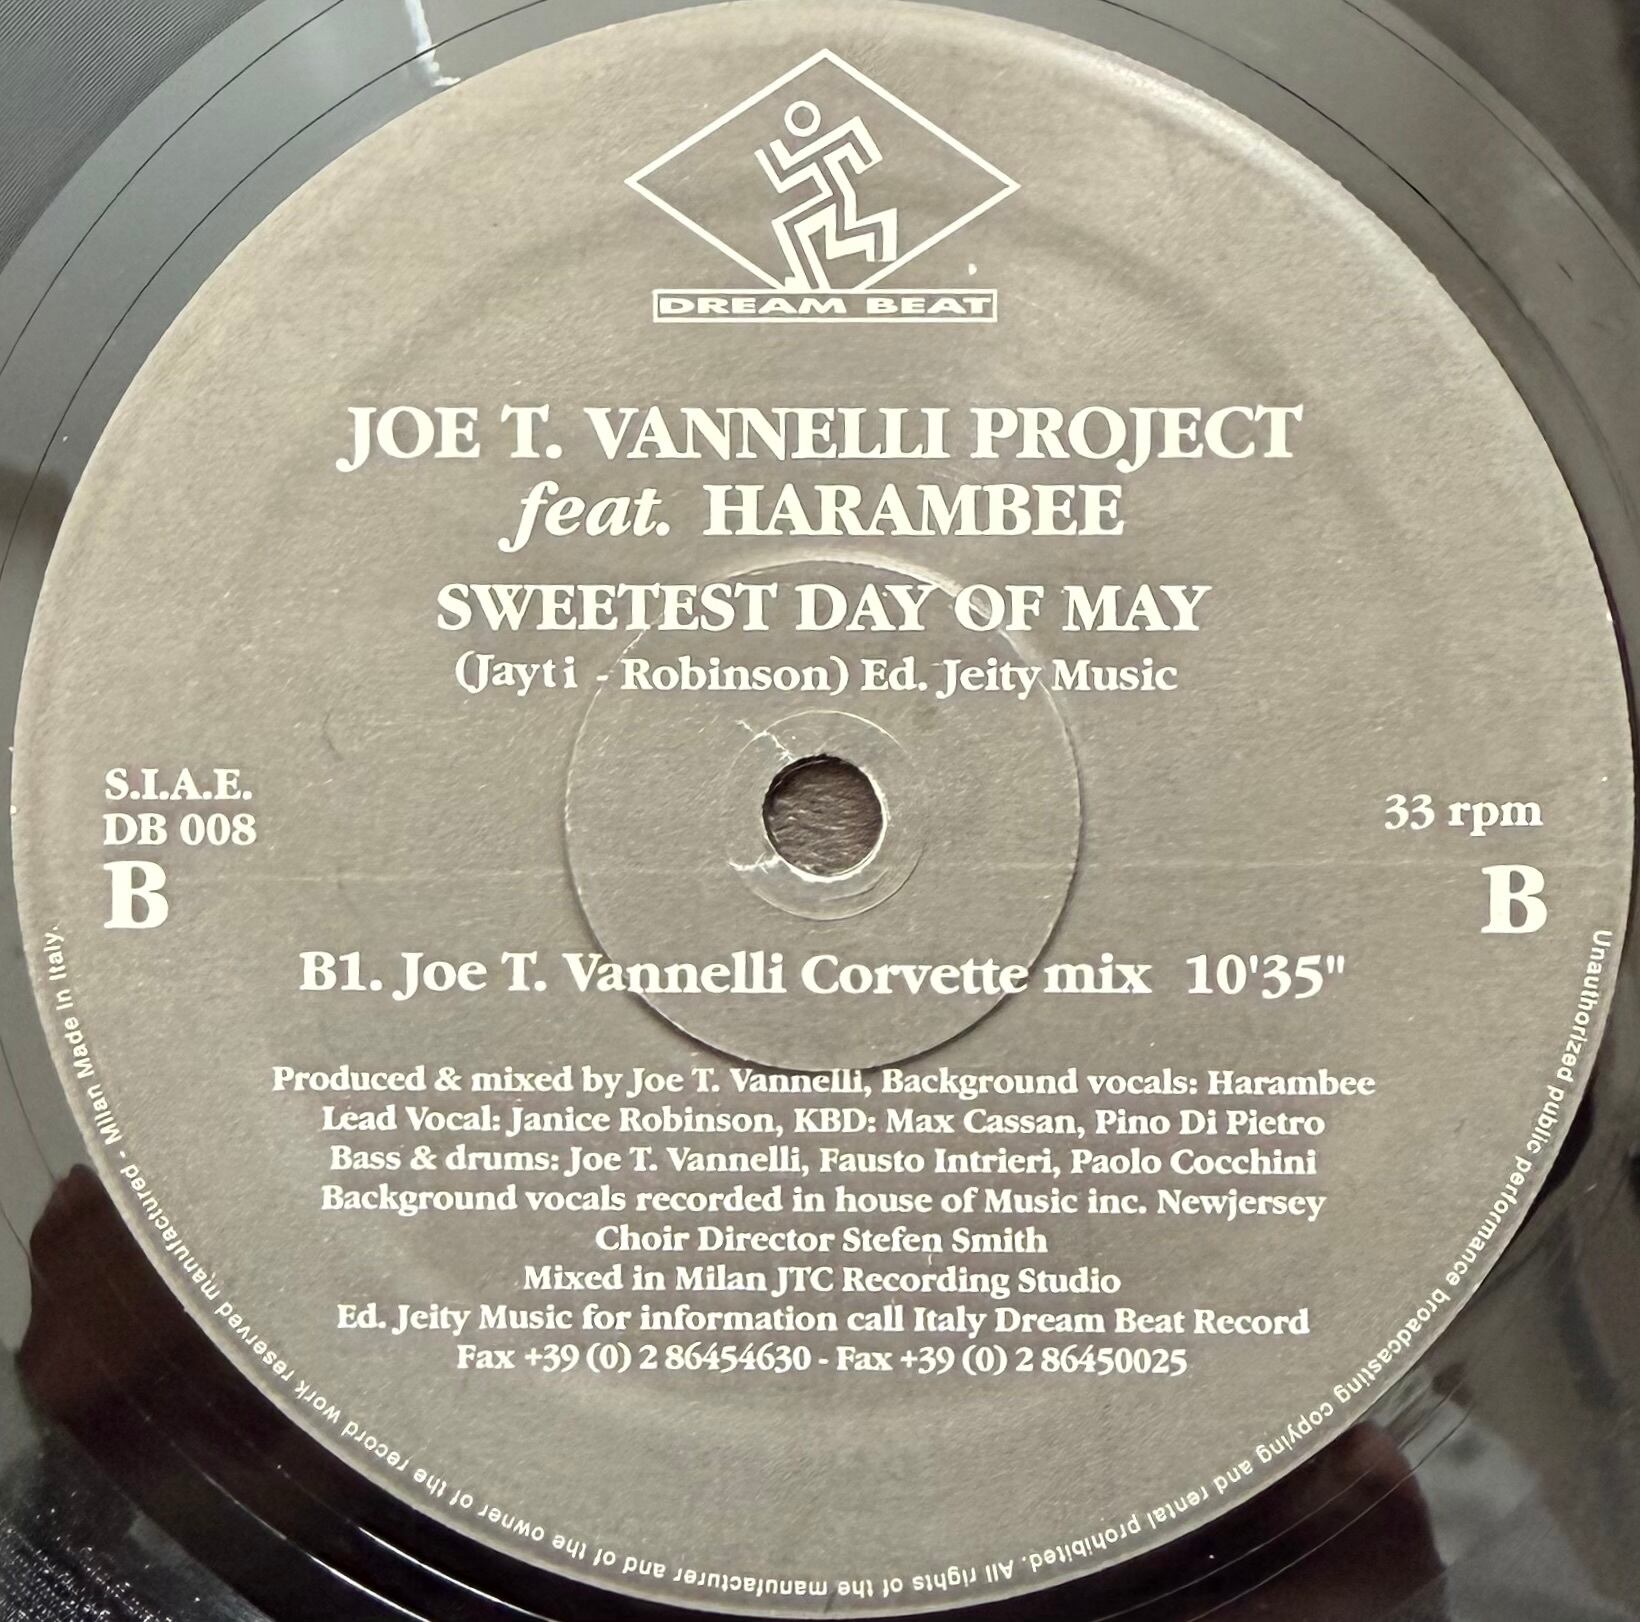 DREAM BEAT
JOE T. VANNELLI PROJECT
feat. HARAMBEE
SWEETEST DAY OF MAY
(Jayti - Robinson) Ed. Jeity Music
S.I.A.E.
DB 008
B
33 rpm
B
B1. Joe T. Vannelli Corvette mix 10'35"
Produced & mixed by Joe T. Vannelli, Background vocals: Harambee
Lead Vocal: Janice Robinson, KBD: Max Cassan, Pino Di Pietro
Bass & drums: Joe T. Vannelli, Fausto Intrieri, Paolo Cocchini
Background vocals recorded in house of Music inc. Newjersey
Choir Director Stefen Smith
Mixed in Milan JTC Recording Studio
Ed. Jeity Music for information call Italy Dream Beat Record
Fax +39 (0) 2 86454630 - Fax +39 (0) 2 86450025
Unauthorized public performance broadcasting copying and rental prohibited. All rights of the manufacturer and of the owner of the record work reserved manufactured - Milan Made In Italy.